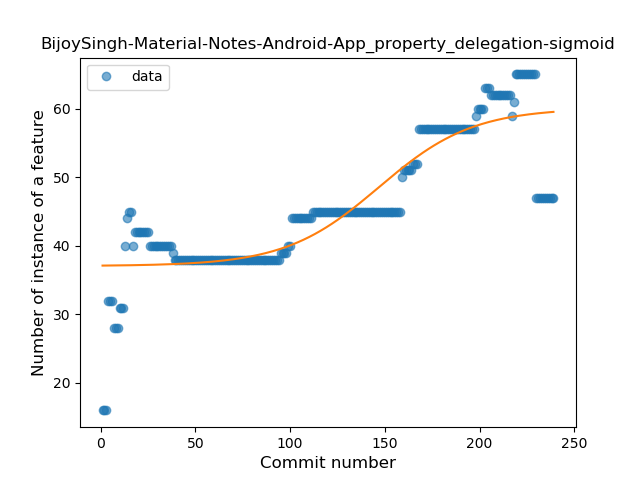 BijoySingh-Material-Notes-Android-App_property_delegation-sigmoid
data
Number of instance of a feature
60
50
40
30
20
0
50
100
150
200
250
Commit number